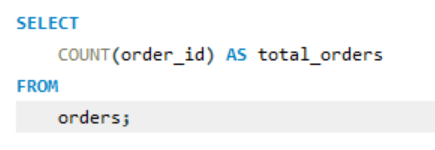 SELECT
    COUNT(order_id) AS total_orders
FROM
    orders;